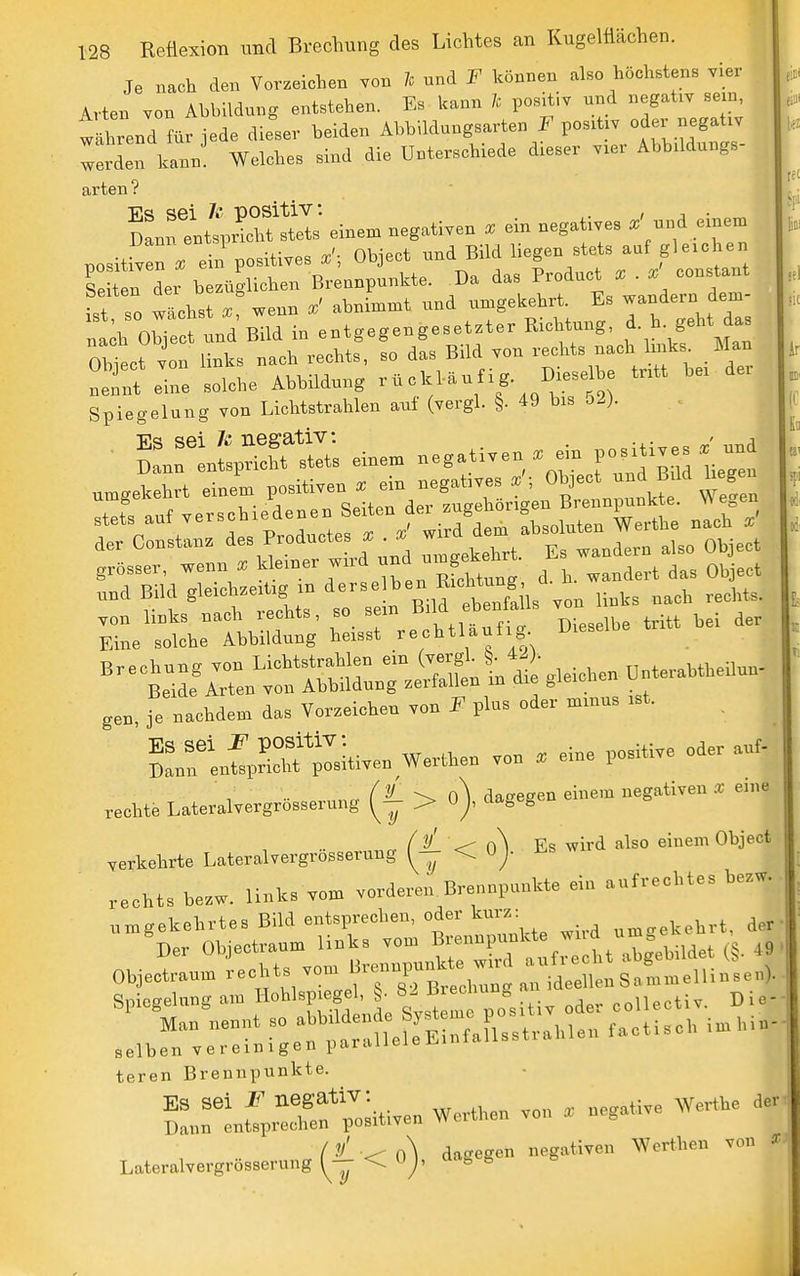 128 Reflexion und Brechung des Lichtes an Kugelflächen.
Je nach den Vorzeichen von k und F können also höchstens vier
Arten von Abbildung entstehen. Es kann k positiv und negativ sein,
während für jede dieser beiden Abbildungsarten F positiv oder negativ
werden kann. Welches sind die Unterschiede dieser vier Abbildungs-
arten?
Es sei k positiv:
Dann entspricht stets einem negativen x ein negatives x' und einem
positiven x ein positives x'; Object und Bild liegen stets auf gleichen
Seiten der bezüglichen Brennpunkte. Da das Product x . x' constant
ist, so wächst x, wenn x' abnimmt und umgekehrt. Es wandern dem-
nach Object und Bild in entgegengesetzter Richtung, d. h. geht das
Object von links nach rechts, so das Bild von rechts nach links. Man
nennt eine solche Abbildung rückläufig. Dieselbe tritt bei der
Spiegelung von Lichtstrahlen auf (vergl. §. 49 bis 52).
Es sei k negativ:
Dann entspricht stets einem negativen x ein positives x' und
umgekehrt einem positiven x ein negatives x'; Object und Bild liegen
stets auf verschiedenen Seiten der zugehörigen Brennpunkte. Wegen
der Constanz des Productes x . x' wird dem absoluten Werthe nach x'
grösser, wenn x kleiner wird und umgekehrt. Es wandern also Object
und Bild gleichzeitig in derselben Richtung, d. h. wandert das Object
von links nach rechts, so sein Bild ebenfalls von links nach rechts.
Eine solche Abbildung heisst rechtläufig. Dieselbe tritt bei der
Brechung von Lichtstrahlen ein (vergl. §. 42).
Beide Arten von Abbildung zerfallen in die gleichen Unterabtheilun-
gen, je nachdem das Vorzeichen von F plus oder minus ist.
Es sei F positiv:
Dann entspricht positiven Werthen von x eine positive oder auf-
rechte Lateralvergrösserung (y'/y > 0), dagegen einem negativen x eine
verkehrte Lateralvergrösserung (y'/y < 0). Es wird also einem Object
rechts bezw. links vom vorderen Brennpunkte ein aufrechtes bezw.
umgekehrtes Bild entsprechen, oder kurz:
Der Objectraum links vom Brennpunkte wird umgekehrt, der
Objectraum rechts vom Brennpunkte wird aufrecht abgebildet (§. 49
Spiegelung am Hohlspiegel, §. 82 Brechung an ideellen Sammellinsen).
Man nennt so abbildende Systeme positiv oder collectiv. Die-
selben vereinigen parallele Einfallsstrahlen factisch im hin-
teren Brennpunkte.
Es sei F negativ:
Dann entsprechen positiven Werthen von x negative Werthe der
Lateralvergrösserung (y'/y < 0), dagegen negativen Werthen von x